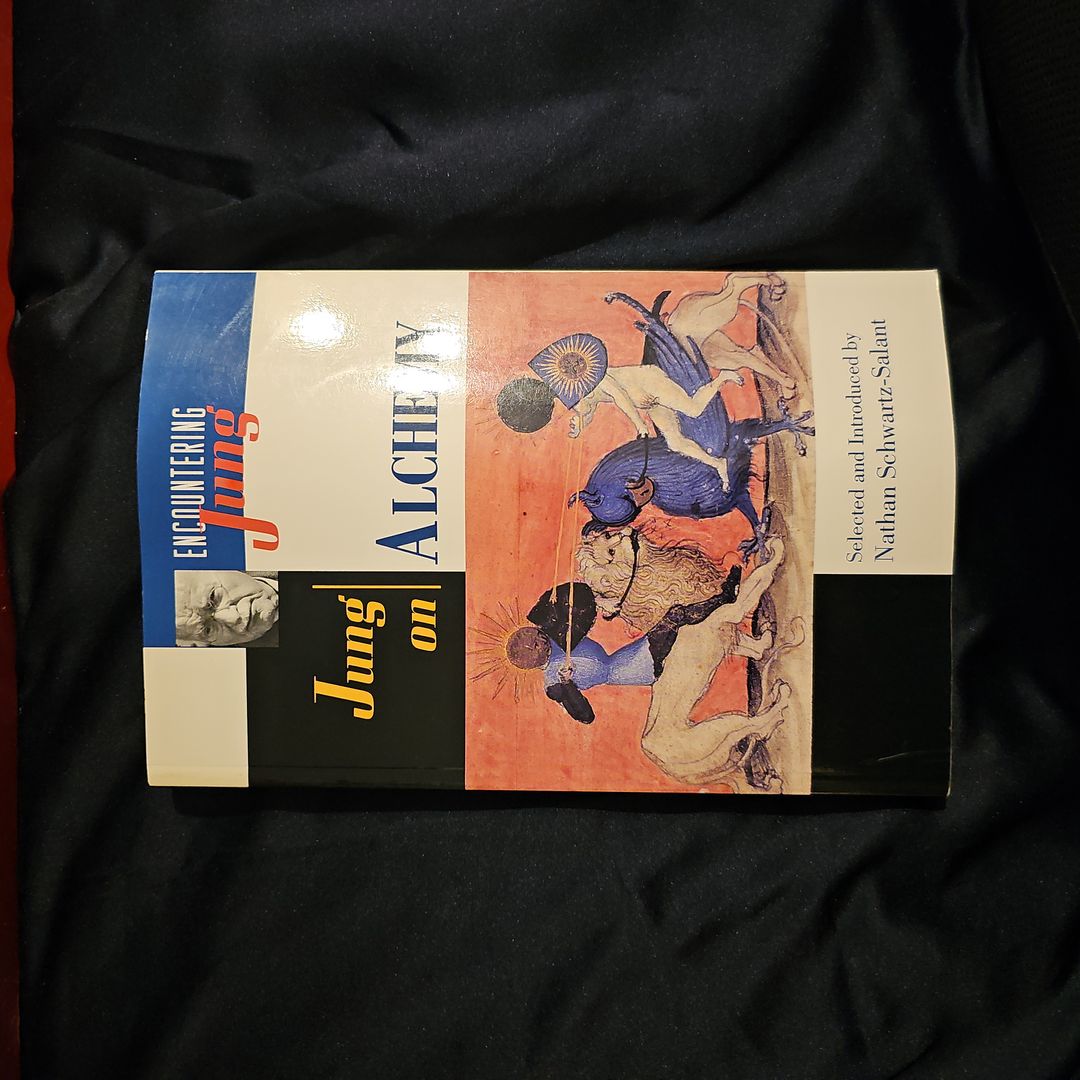 ENCOUNTERING
Jung
Jung
on
ALCHEMY
Selected and Introduced by
Nathan Schwartz-Salant